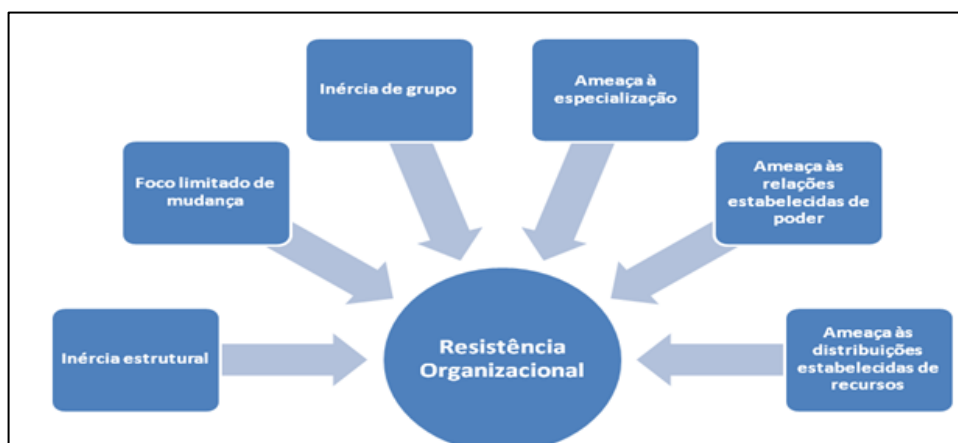 Inércia de grupo
Ameaça à
especialização
Foco limitado de
mudança
Ameaça às
relações
estabelecidas de
poder
Inércia estrutural
Resistência
Organizacional
Ameaça às
distribuições
estabelecidas de
recursos